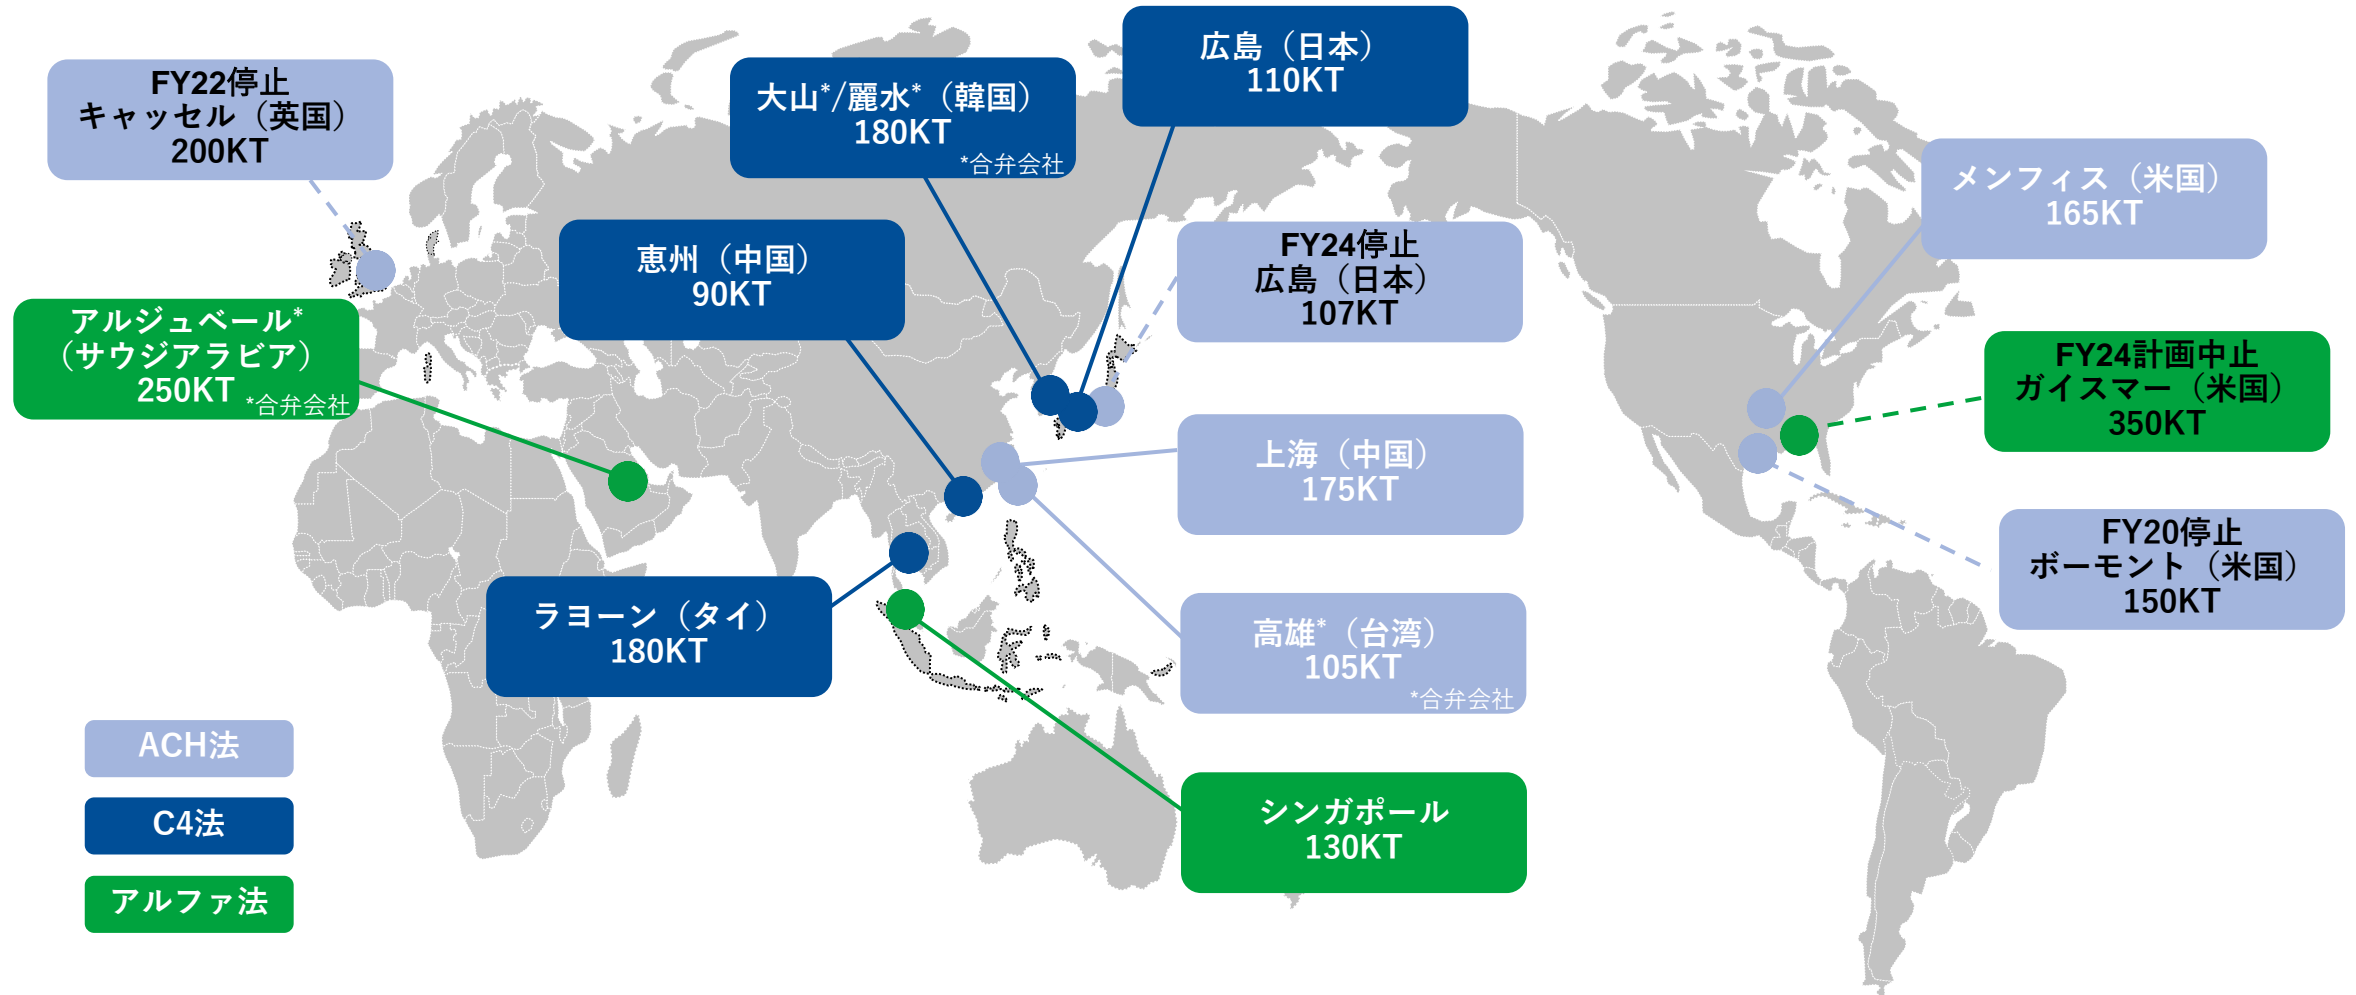 広島（日本）
110KT
FY22停止
キャッセル（英国）
200KT
大山*/麗水*（韓国）
180KT
*合弁会社
メンフィス（米国）
165KT
恵州（中国）
90KT
FY24停止
広島（日本）
107KT
アルジュベール*
（サウジアラビア）
250KT
*合弁会社
FY24計画中止
ガイスマー（米国）
350KT
上海（中国）
175KT
FY20停止
ボーモント（米国）
150KT
ラヨーン（タイ）
180KT
高雄*（台湾）
105KT
*合弁会社
シンガポール
130KT
ACH法
C4法
アルファ法